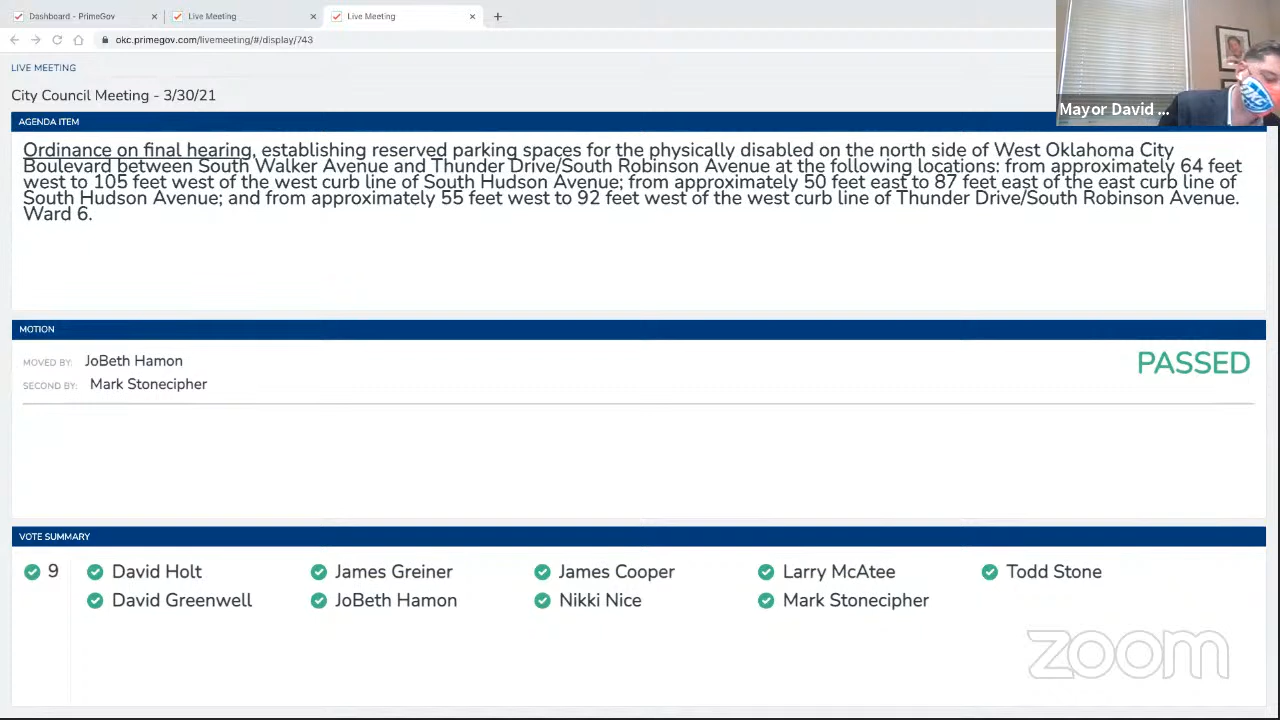 Dashboard - PrimeGov
Live Meeting
Live Meeting
okc.primegov.com/livemeeting/#/display/743
LIVE MEETING
City Council Meeting - 3/30/21
Mayor David ...
AGENDA ITEM
Ordinance on final hearing, establishing reserved parking spaces for the physically disabled on the north side of West Oklahoma City
Boulevard between South Walker Avenue and Thunder Drive/South Robinson Avenue at the following locations: from approximately 64 feet
west to 105 feet west of the west curb line of South Hudson Avenue; from approximately 50 feet east to 87 feet east of the east curb line of
South Hudson Avenue; and from approximately 55 feet west to 92 feet west of the west curb line of Thunder Drive/South Robinson Avenue.
Ward 6.
MOTION
MOVED BY: JoBeth Hamon
SECOND BY: Mark Stonecipher
PASSED
VOTE SUMMARY
9 David Holt James Greiner James Cooper Larry McAtee Todd Stone
David Greenwell JoBeth Hamon Nikki Nice Mark Stonecipher
zoom